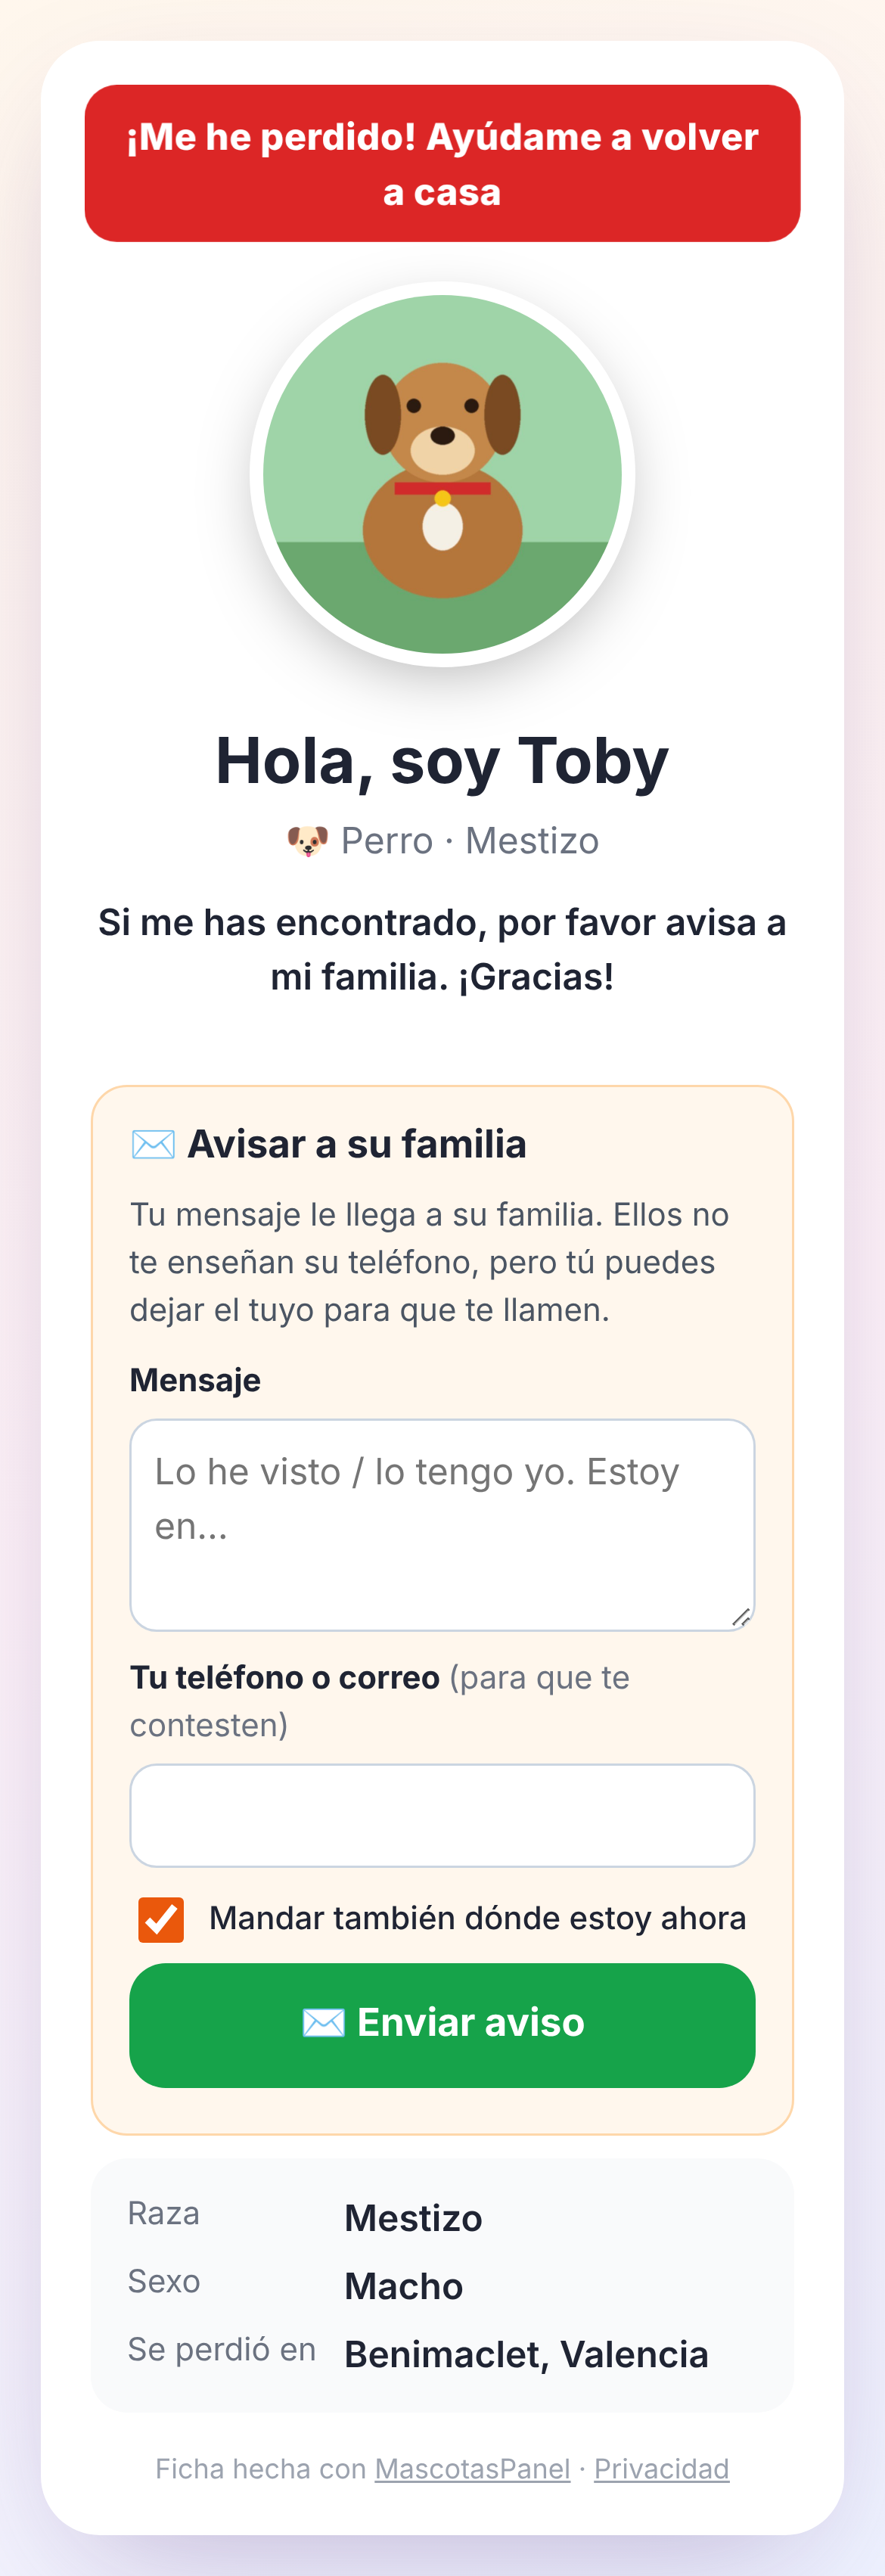 ¡Me he perdido! Ayúdame a volver
a casa
Hola, soy Toby
🐶 Perro · Mestizo
Si me has encontrado, por favor avisa a
mi familia. ¡Gracias!
✉️ Avisar a su familia
Tu mensaje le llega a su familia. Ellos no
te enseñan su teléfono, pero tú puedes
dejar el tuyo para que te llamen.
Mensaje
Lo he visto / lo tengo yo. Estoy
en...
Tu teléfono o correo (para que te
contesten)
Mandar también dónde estoy ahora
✉️ Enviar aviso
Raza Mestizo
Sexo Macho
Se perdió en Benimaclet, Valencia
Ficha hecha con MascotasPanel · Privacidad